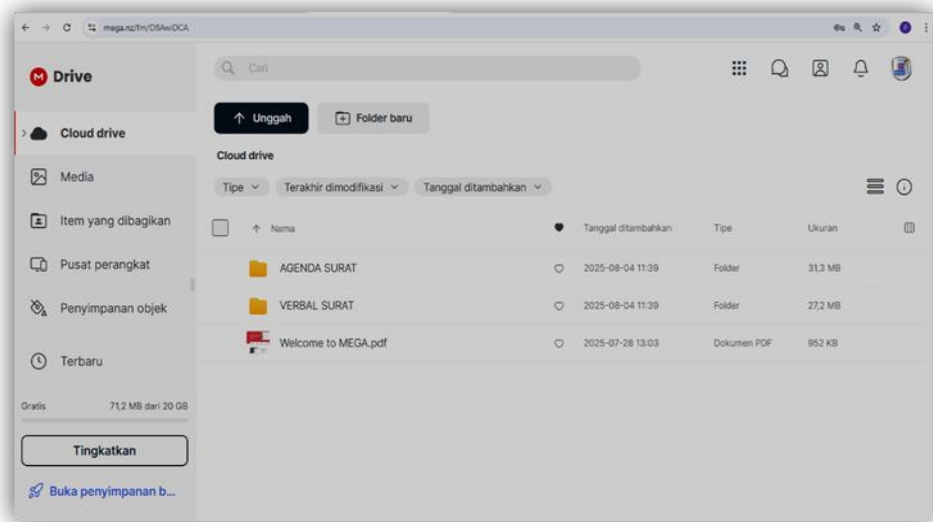 mega.nz/fm/D8AwiDCA
M Drive
Cari
Cloud drive
Media
Item yang dibagikan
Pusat perangkat
Penyimpanan objek
Terbaru
Gratis 71,2 MB dari 20 GB
Tingkatkan
Buka penyimpanan b...
Unggah Folder baru
Cloud drive
Tipe Terakhir dimodifikasi Tanggal ditambahkan
Nama Tanggal ditambahkan Tipe Ukuran
AGENDA SURAT 2025-08-04 11:39 Folder 31,3 MB
VERBAL SURAT 2025-08-04 11:39 Folder 27,2 MB
Welcome to MEGA.pdf 2025-07-28 13:03 Dokumen PDF 952 KB